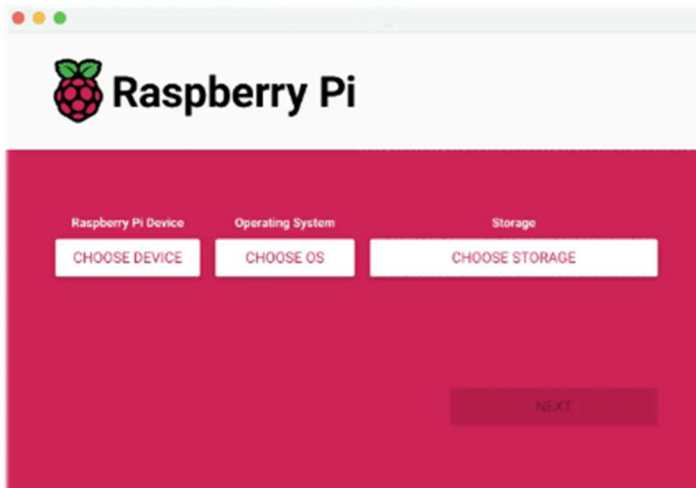 Raspberry Pi
Raspberry Pi Device Operating System Storage
CHOOSE DEVICE CHOOSE OS CHOOSE STORAGE
NEXT